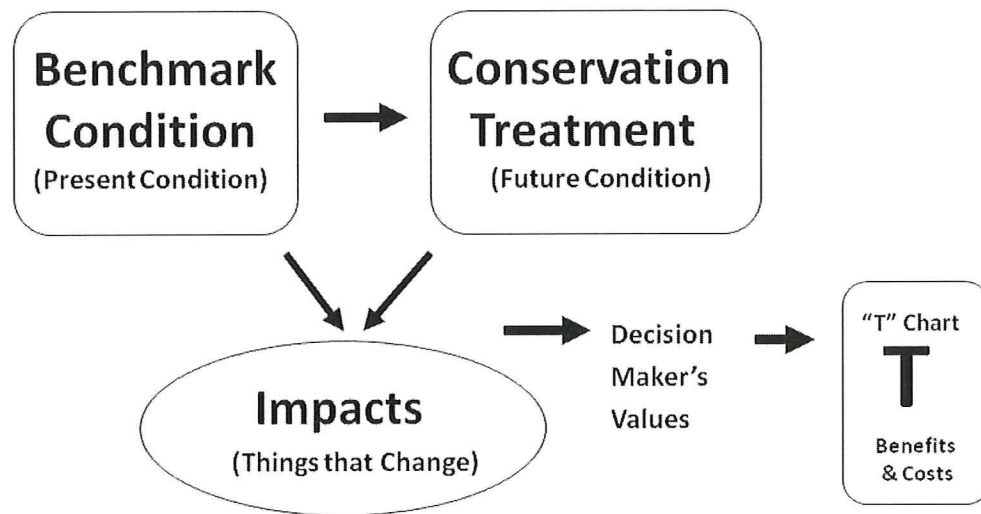 Benchmark
Condition
(Present Condition)
Conservation
Treatment
(Future Condition)
Impacts
(Things that Change)
Decision
Maker's
Values
“T” Chart
T
Benefits
& Costs